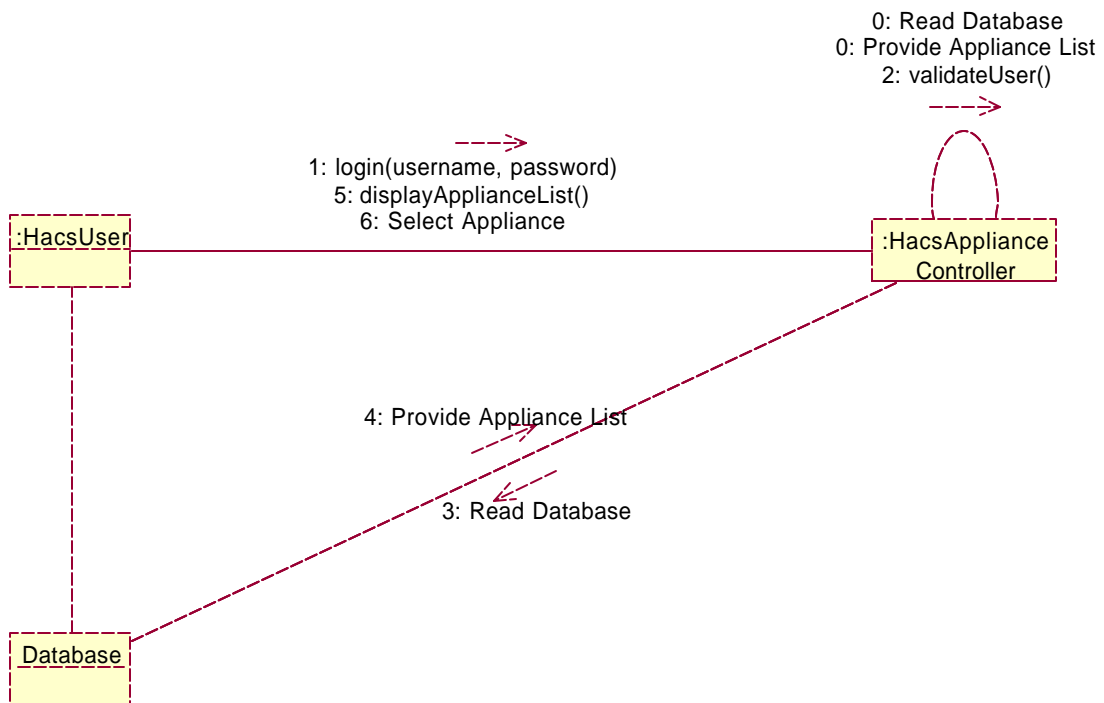 0: Read Database
0: Provide Appliance List
2: validateUser()
1: login(username, password)
5: displayApplianceList()
6: Select Appliance
:HacsUser
:HacsAppliance
Controller
4: Provide Appliance List
3: Read Database
Database